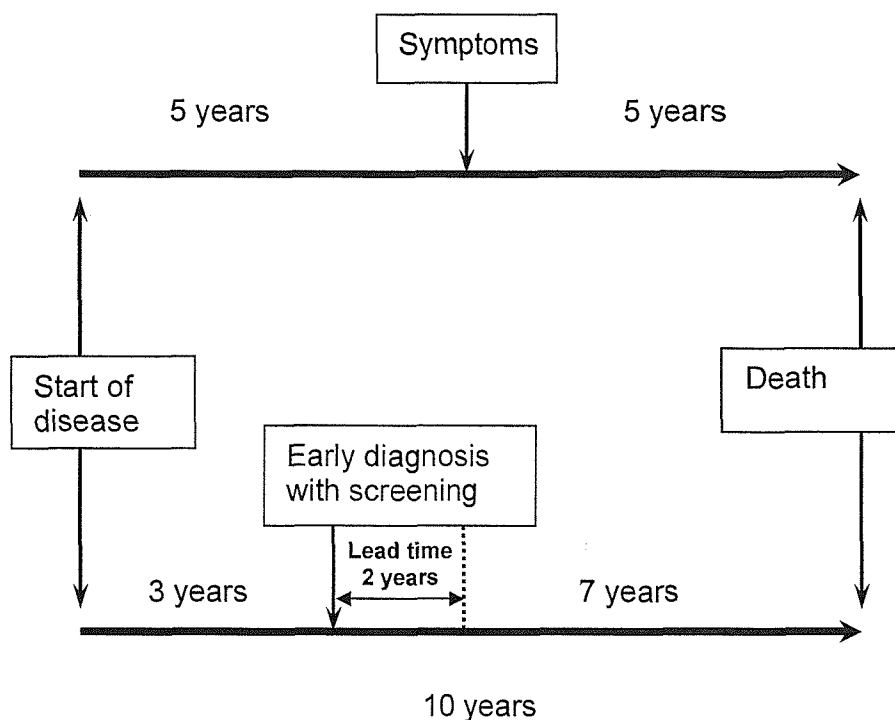 Symptoms
5 years
5 years
Start of
disease
Death
Early diagnosis
with screening
Lead time
2 years
3 years
7 years
10 years